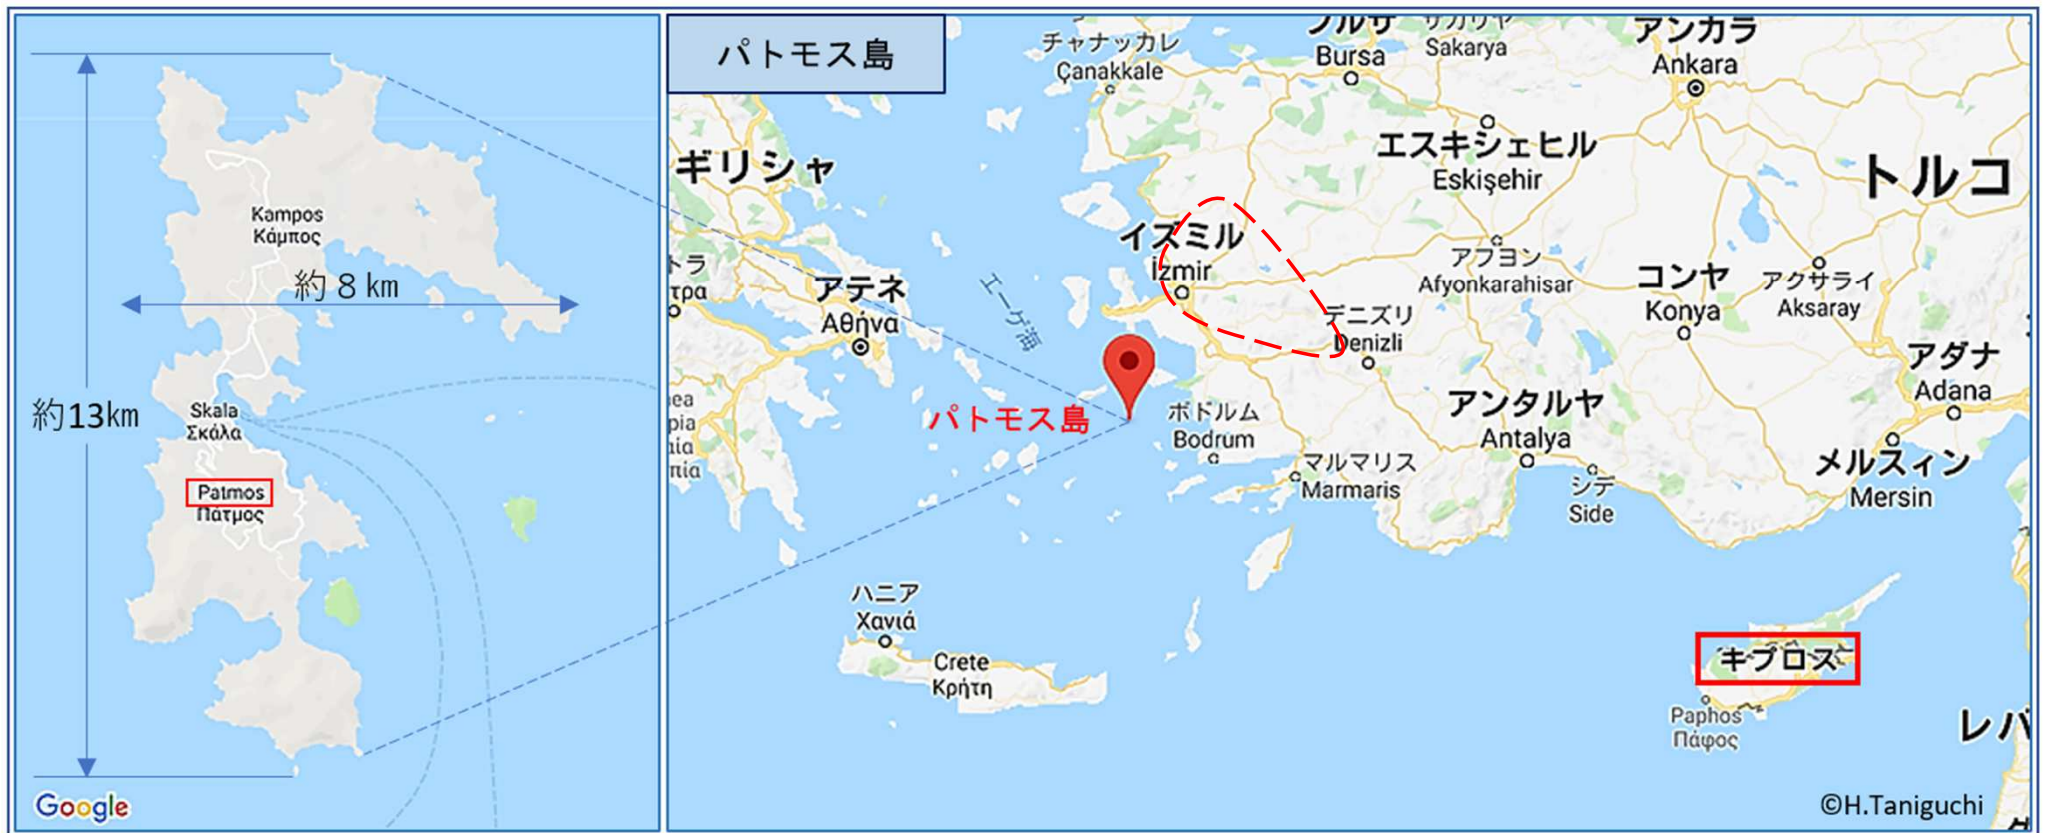 Kampos
Κάμπος
約８㎞
約13㎞
Skala
Σκάλα
Patmos
Πάτμος
Google
パトモス島
チャナッカレ
Çanakkale
ブルサ
Bursa
サカリヤ
Sakarya
アンカラ
Ankara
ギリシャ
エスキシェヒル
Eskişehir
トルコ
イズミル
İzmir
トラ
τρα
アテネ
Αθήνα
エーゲ海
アフヨン
Afyonkarahisar
コンヤ
Konya
アクサライ
Aksaray
デニズリ
Denizli
アダナ
Adana
パトモス島
ボドルム
Bodrum
アンタルヤ
Antalya
マルマリス
Marmaris
シデ
Side
メルスィン
Mersin
ハニア
Χανιά
Crete
Κρήτη
キプロス
Paphos
Πάφος
レバ
©H.Taniguchi